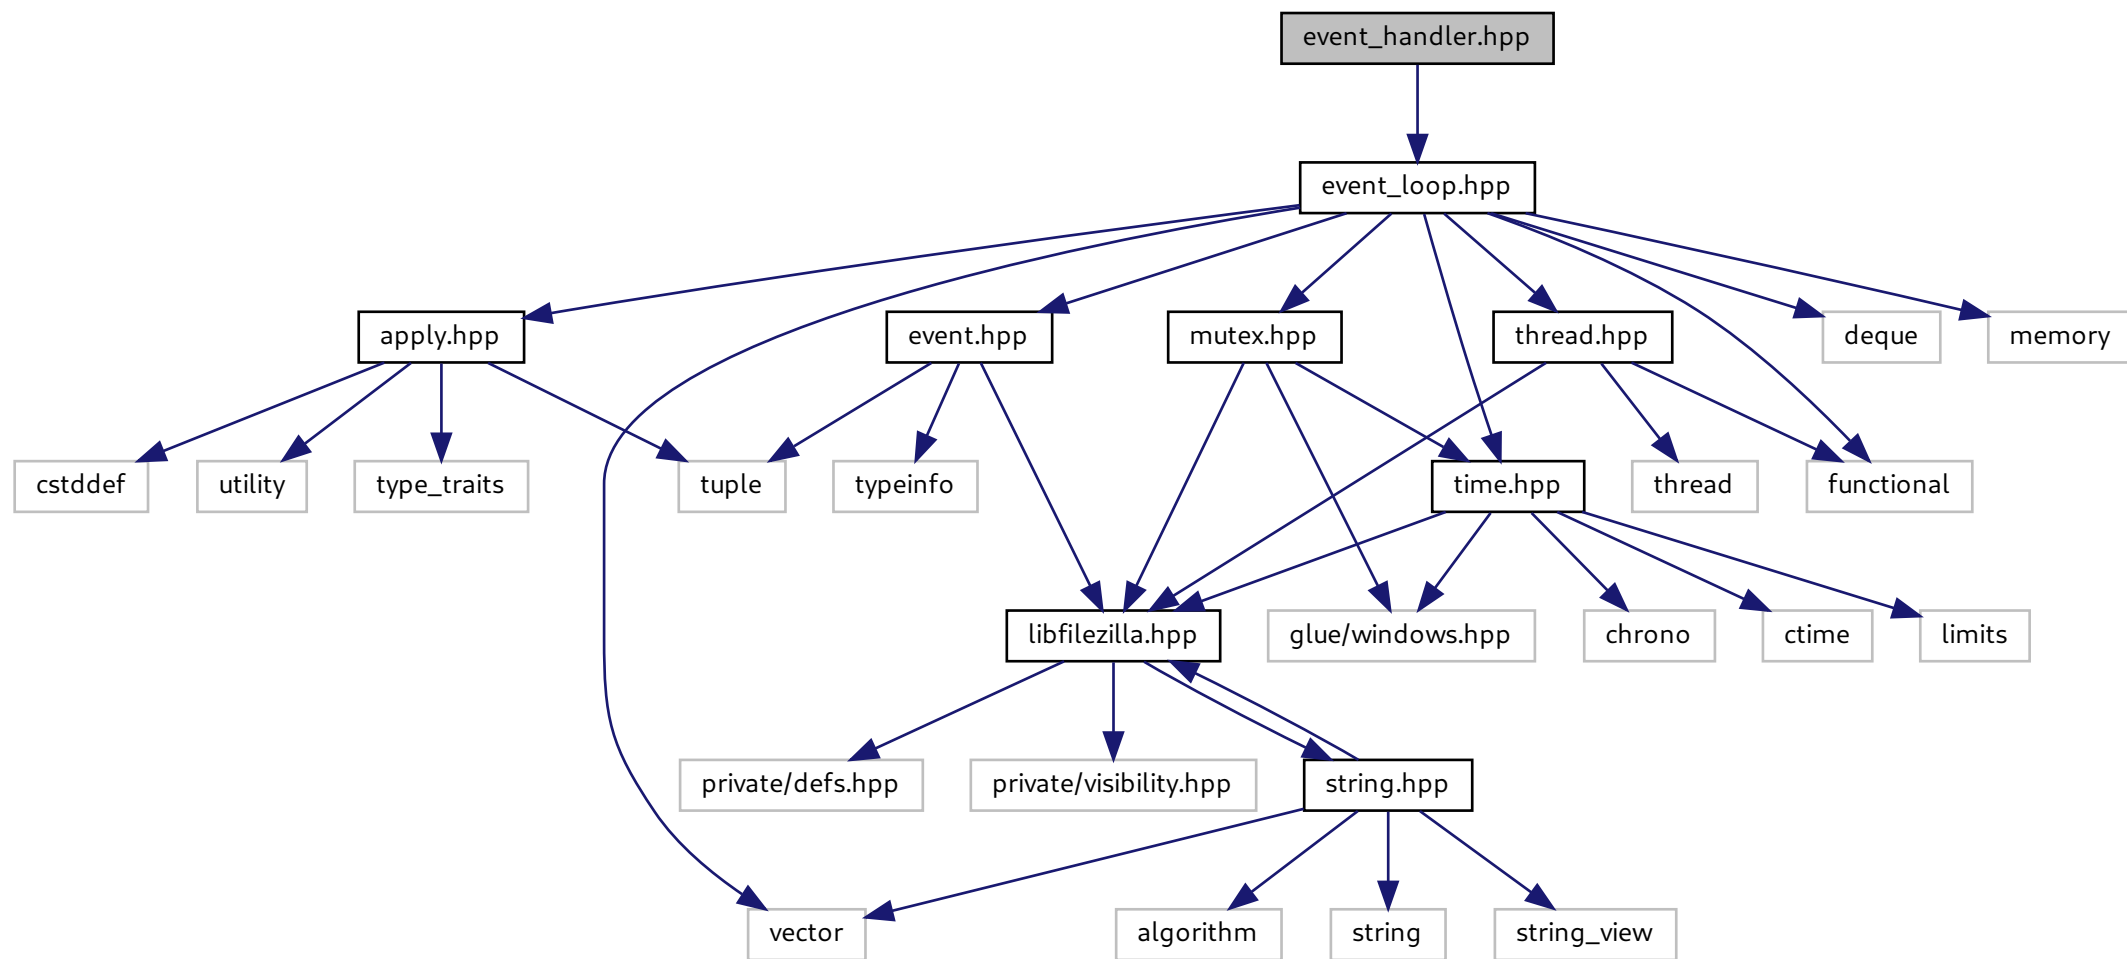 event_handler.hpp
event_loop.hpp
apply.hpp
event.hpp
mutex.hpp
thread.hpp
deque
memory
cstddef
utility
type_traits
tuple
typeinfo
time.hpp
thread
functional
libfilezilla.hpp
glue/windows.hpp
chrono
ctime
limits
private/defs.hpp
private/visibility.hpp
string.hpp
vector
algorithm
string
string_view